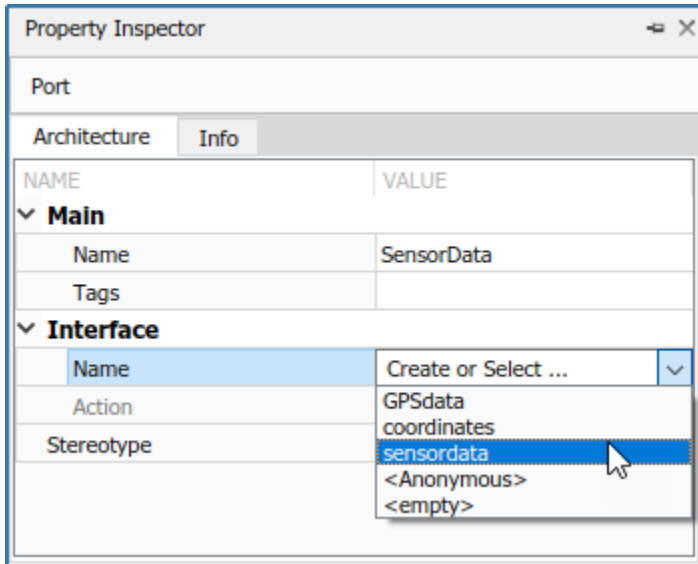 Property Inspector
Port
Architecture Info
NAME VALUE
Main
Name SensorData
Tags
Interface
Name Create or Select ...
Action GPSdata
coordinates
Stereotype sensordata
<Anonymous>
<empty>